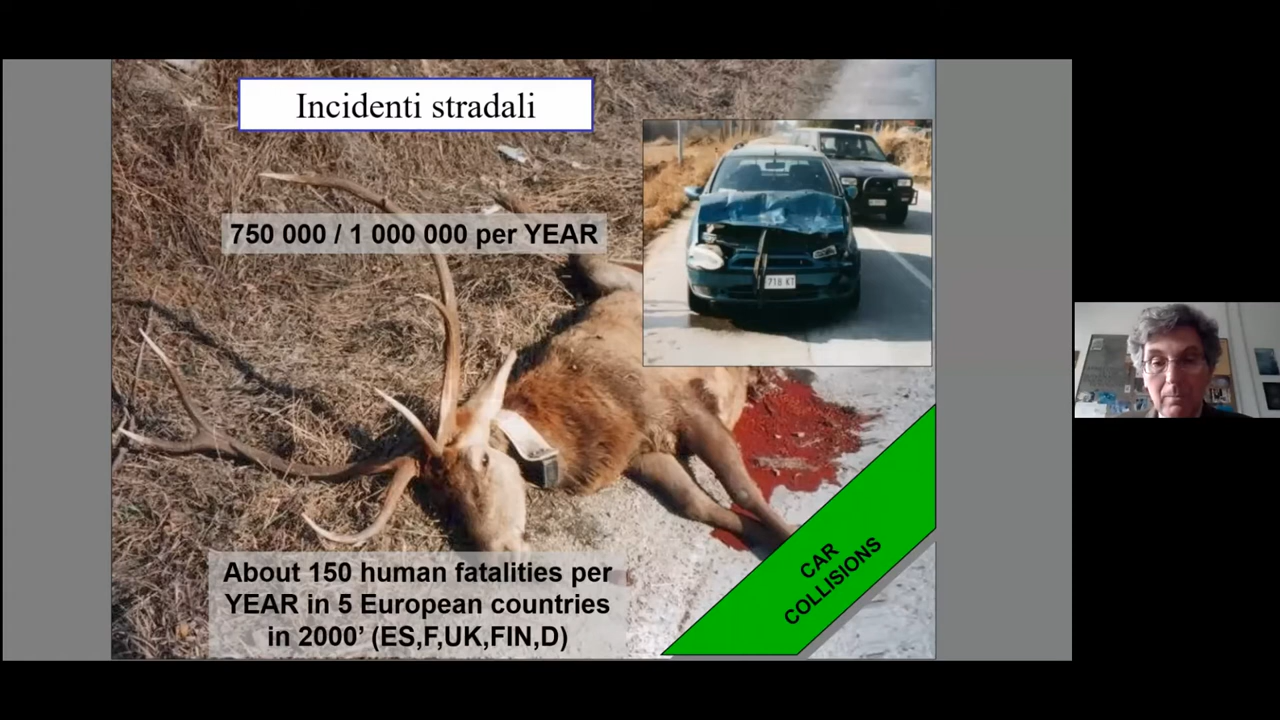 Incidenti stradali
750 000 / 1 000 000 per YEAR
718 KT
About 150 human fatalities per
YEAR in 5 European countries
in 2000’ (ES,F,UK,FIN,D)
CAR
COLLISIONS